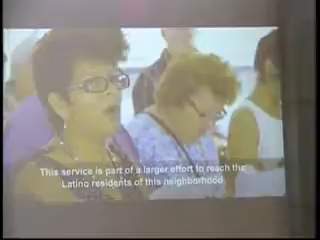 This service is part of a larger effort to reach the
Latino residents of this neighborhood